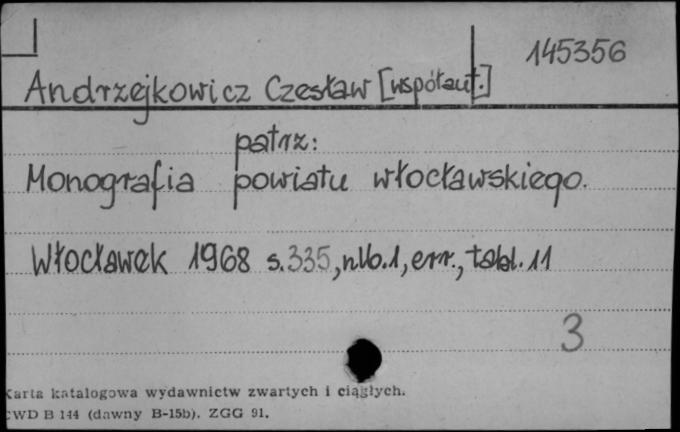 145356
Andrzejkowicz Czesław [współaut.]
patrz:
Monografia powiatu włocławskiego.
Włocławek 1968 s. 335, nlb. 1, err., tabl. 11
3
Karta katalogowa wydawnictw zwartych i ciągłych.
CWD B 144 (dawny B-15b). ZGG 91.